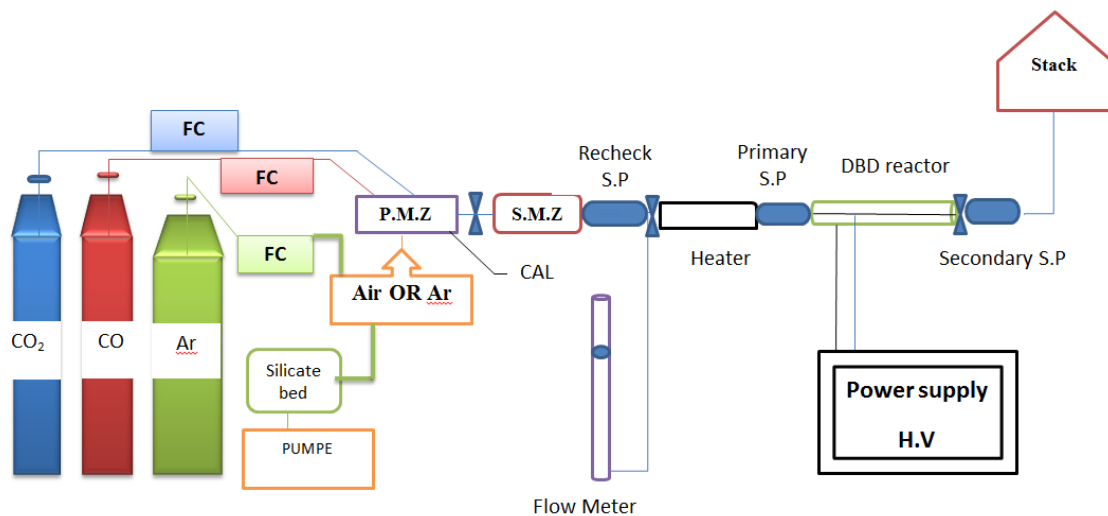 Stack
FC
FC
FC
Recheck
S.P
Primary
S.P
DBD reactor
P.M.Z
S.M.Z
CAL
Heater
Secondary S.P
Air OR Ar
CO₂
CO
Ar
Silicate
bed
PUMPE
Power supply
H.V
Flow Meter